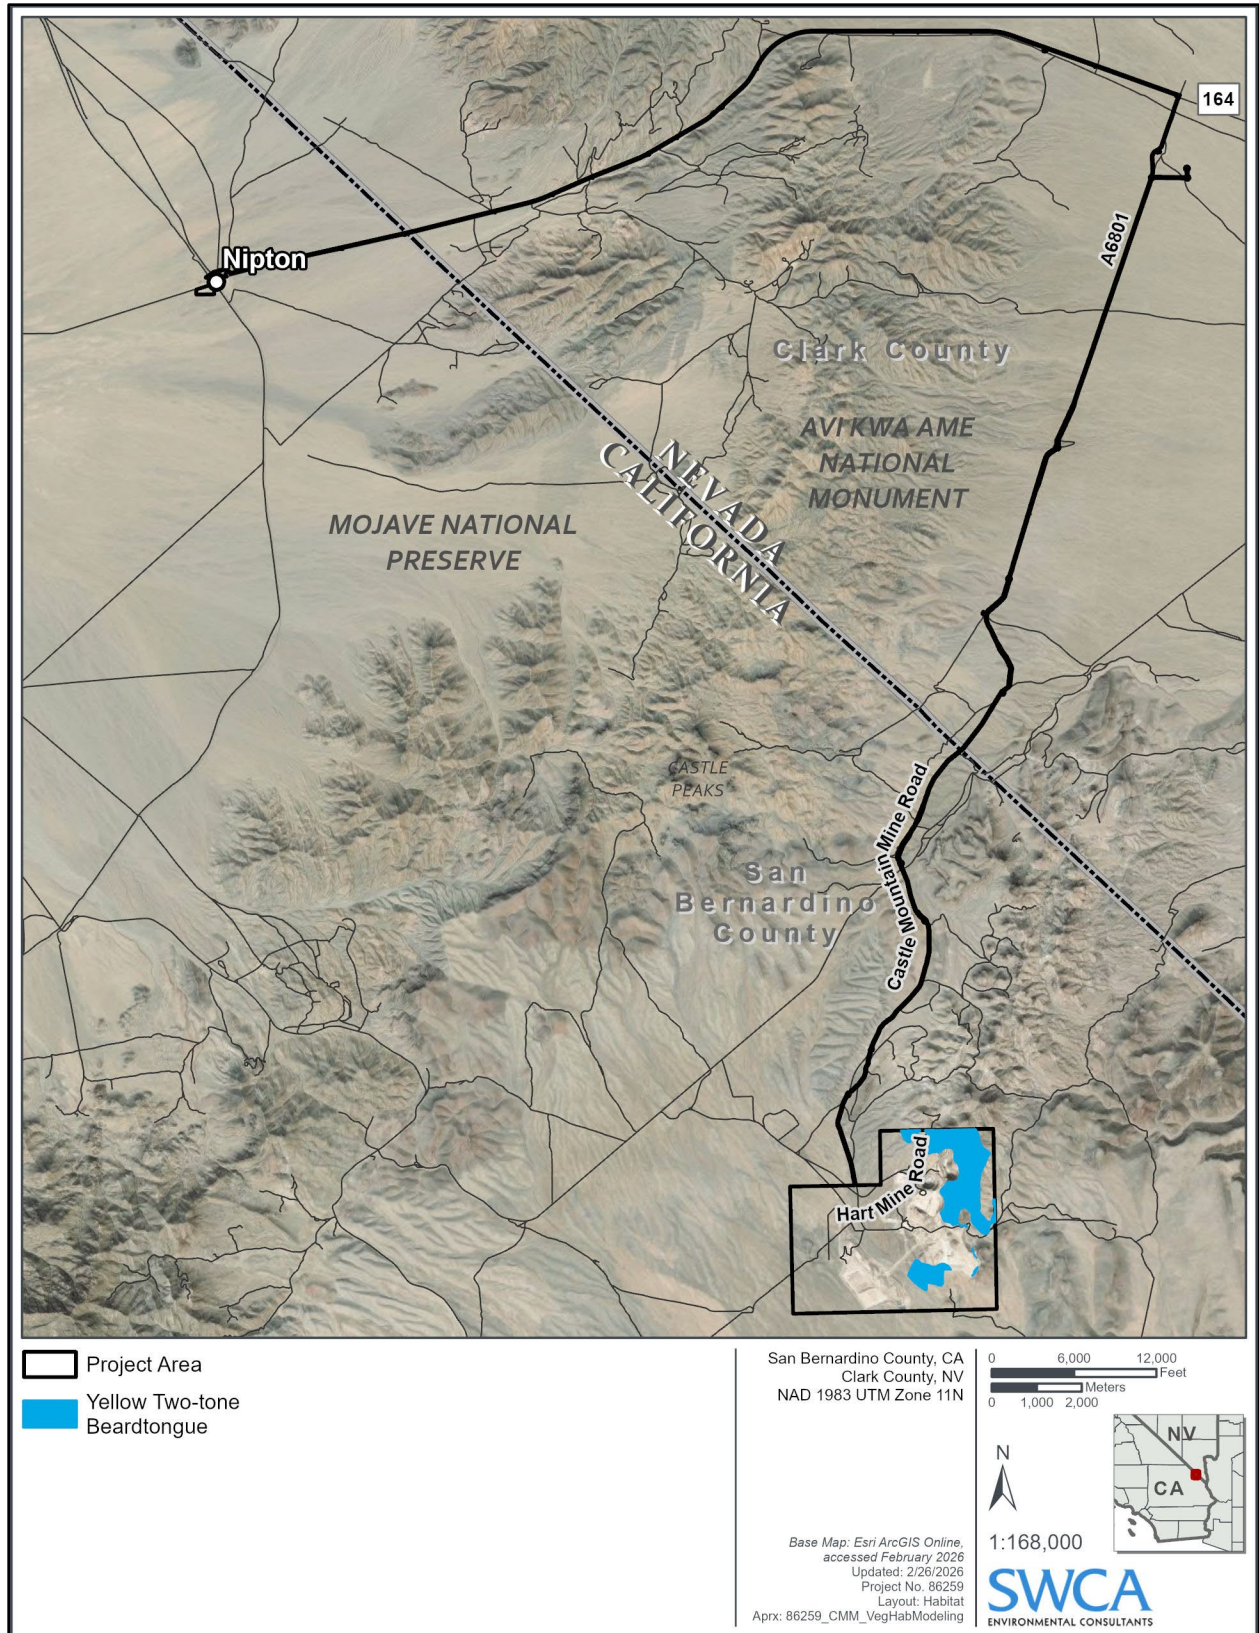 164
Nipton
A6801
Clark County
AVI KWA AME
NATIONAL
MONUMENT
NEVADA
CALIFORNIA
MOJAVE NATIONAL
PRESERVE
CASTLE
PEAKS
Castle Mountain Mine Road
San
Bernardino
County
Hart Mine Road
Project Area
Yellow Two-tone
Beardtongue
San Bernardino County, CA
Clark County, NV
NAD 1983 UTM Zone 11N
0 6,000 12,000
Feet
Meters
0 1,000 2,000
N
1:168,000
NV
CA
Base Map: Esri ArcGIS Online,
accessed February 2026
Updated: 2/26/2026
Project No. 86259
Layout: Habitat
Aprx: 86259_CMM_VegHabModeling
SWCA
ENVIRONMENTAL CONSULTANTS